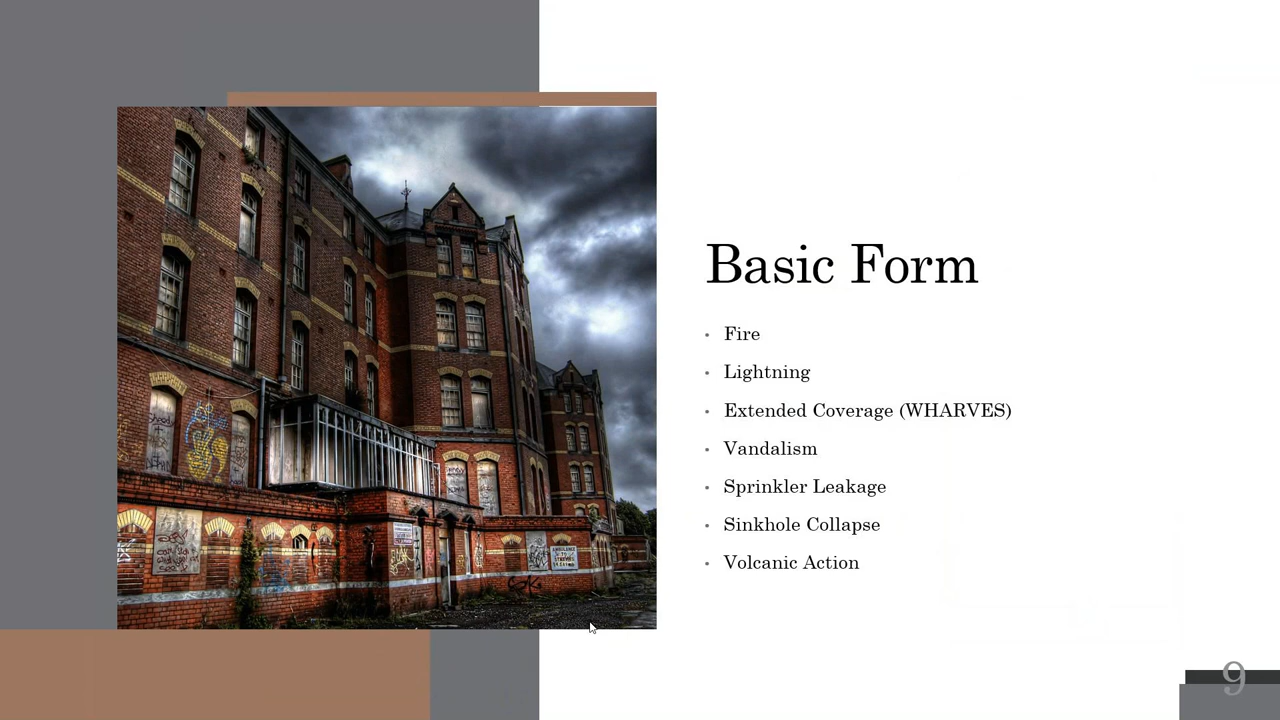 Basic Form
Fire
Lightning
Extended Coverage (WHARVES)
Vandalism
Sprinkler Leakage
Sinkhole Collapse
Volcanic Action
9